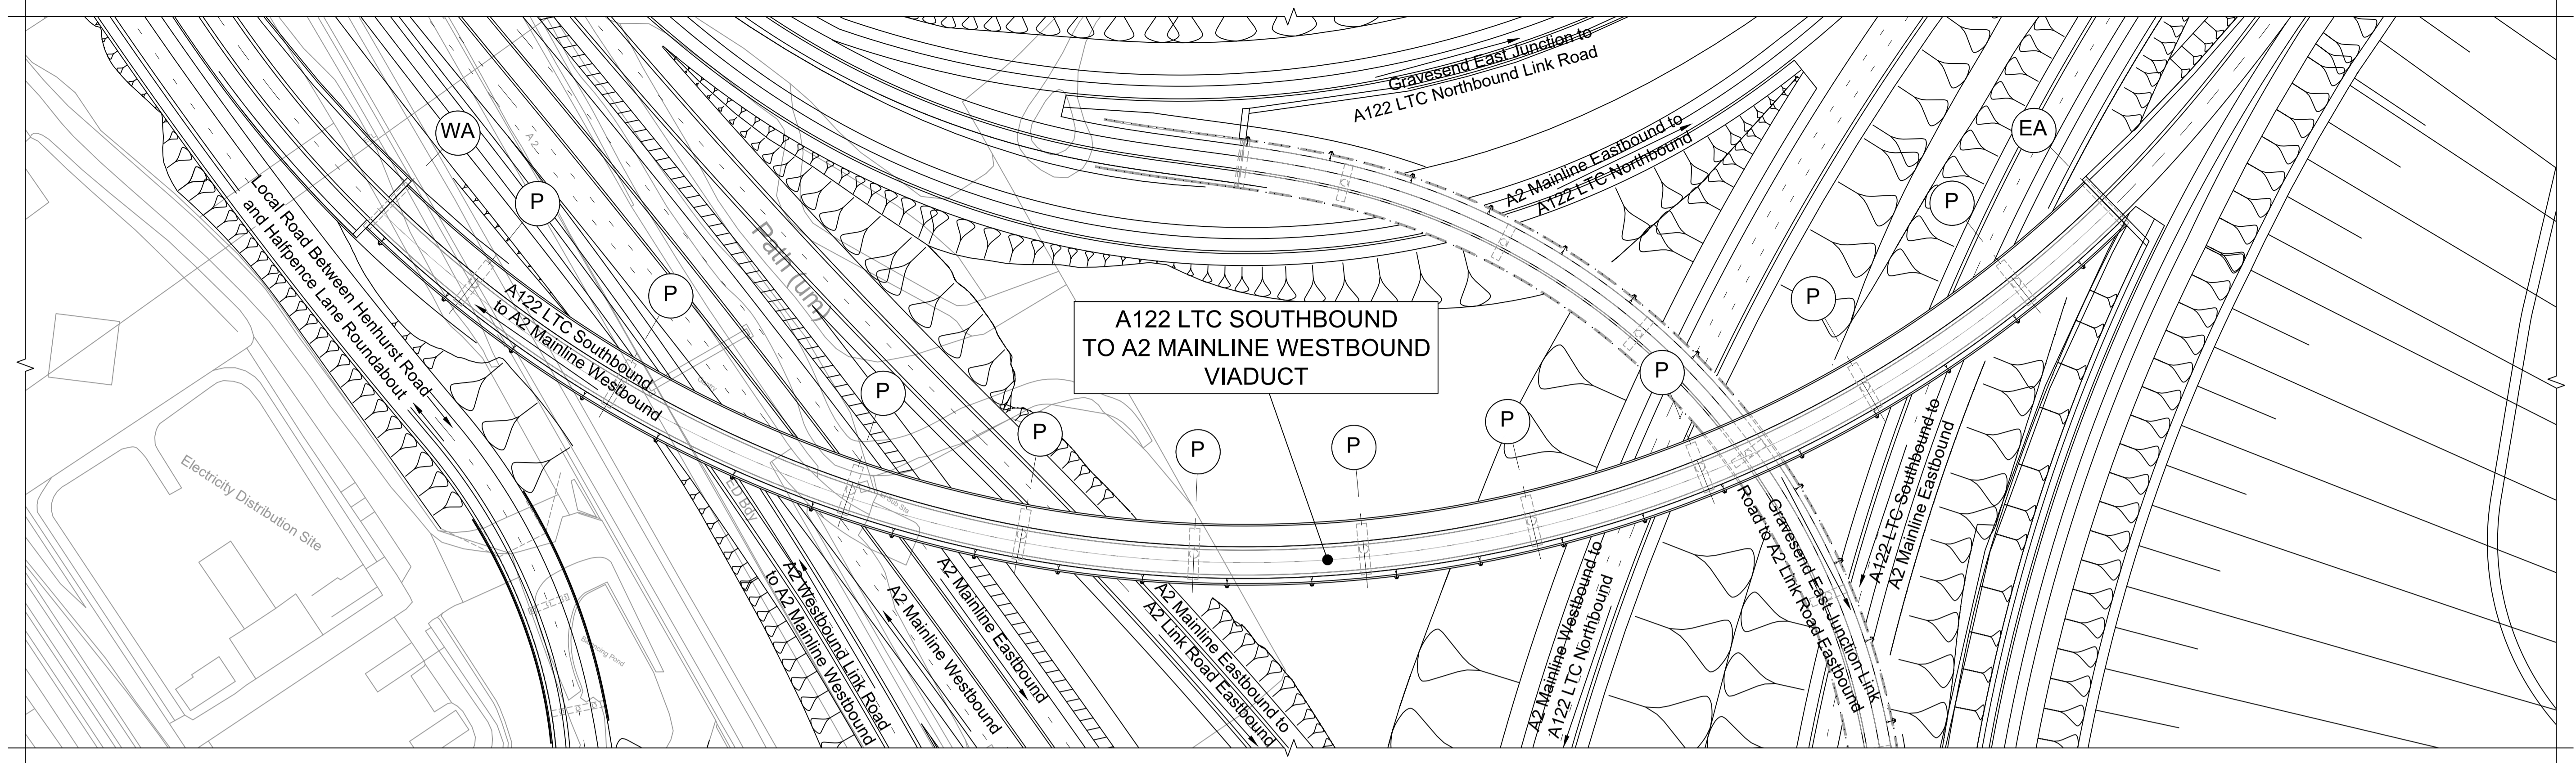 Gravesend East Junction to
A122 LTC Northbound Link Road
A2 Mainline Eastbound to
A122 LTC Northbound
WA
EA
A2
P
P
P
P
P
P
P
P
P
P
P
Path (um)
Local Road Between Henhurst Road
and Halfpence Lane Roundabout
A122 LTC Southbound
to A2 Mainline Westbound
A122 LTC SOUTHBOUND
TO A2 MAINLINE WESTBOUND
VIADUCT
Electricity Distribution Site
ED Bdy
A2 Westbound Link Road
to A2 Mainline Westbound
A2 Mainline Westbound
A2 Mainline Eastbound
A2 Mainline Eastbound to
A2 Link Road Eastbound
A2 Mainline Westbound to
A122 LTC Northbound
Gravesend East Junction Link
Road to A2 Link Road Eastbound
A122 LTC Southbound to
A2 Mainline Eastbound